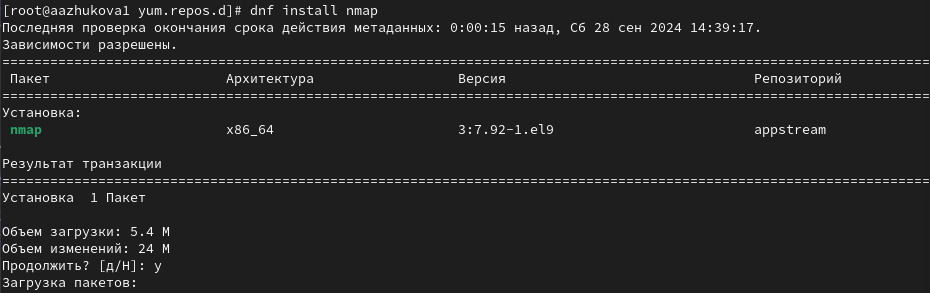 [root@aazhukova1 yum.repos.d]# dnf install nmap
Последняя проверка окончания срока действия метаданных: 0:00:15 назад, Сб 28 сен 2024 14:39:17.
Зависимости разрешены.
====================================================================================================================
Пакет Архитектура Версия Репозиторий
====================================================================================================================
Установка:
nmap x86_64 3:7.92-1.el9 appstream
Результат транзакции
====================================================================================================================
Установка  1 Пакет
Объем загрузки: 5.4 M
Объем изменений: 24 M
Продолжить? [д/Н]: y
Загрузка пакетов: